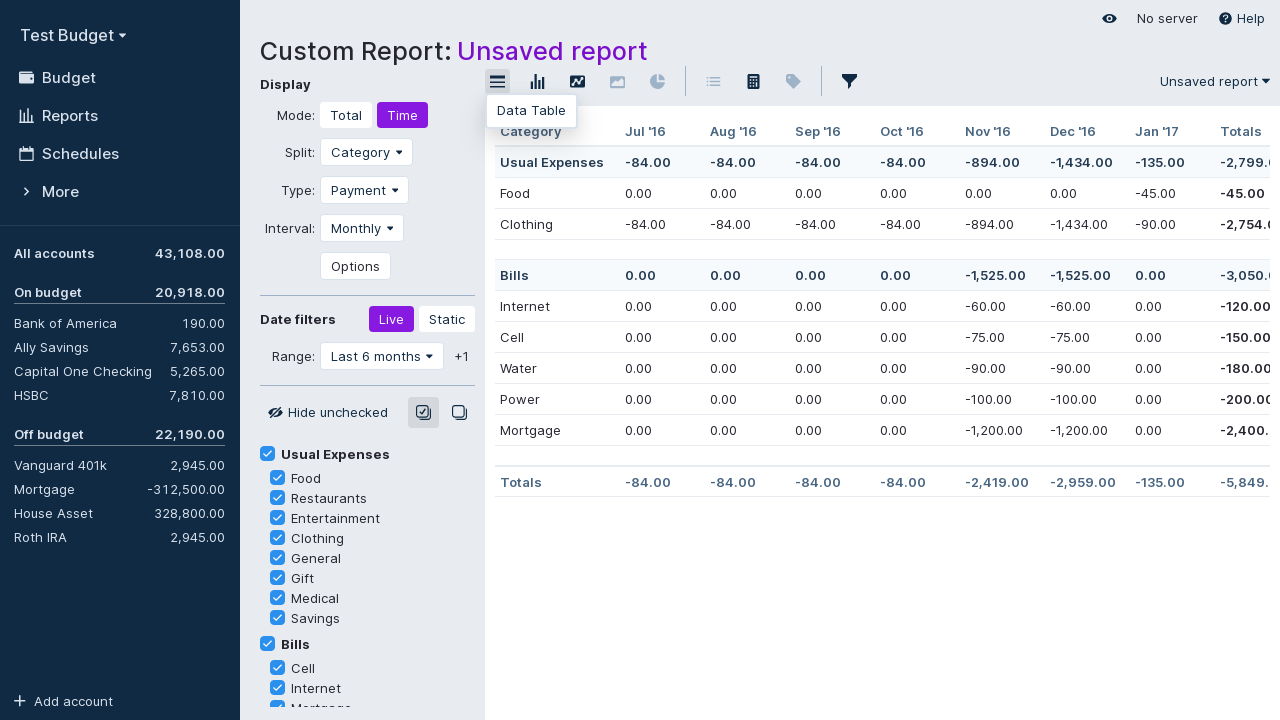 Test Budget
Budget
Reports
Schedules
More
All accounts 43,108.00
On budget 20,918.00
Bank of America 190.00
Ally Savings 7,653.00
Capital One Checking 5,265.00
HSBC 7,810.00
Off budget 22,190.00
Vanguard 401k 2,945.00
Mortgage -312,500.00
House Asset 328,800.00
Roth IRA 2,945.00
Add account
No server Help
Custom Report: Unsaved report
Display
Mode: Total Time
Split: Category
Type: Payment
Interval: Monthly
Options
Date filters Live Static
Range: Last 6 months +1
Hide unchecked
Usual Expenses
Food
Restaurants
Entertainment
Clothing
General
Gift
Medical
Savings
Bills
Cell
Internet
Mortgage
Unsaved report
Data Table
Category Jul '16 Aug '16 Sep '16 Oct '16 Nov '16 Dec '16 Jan '17 Totals
Usual Expenses -84.00 -84.00 -84.00 -84.00 -894.00 -1,434.00 -135.00 -2,799.0
Food 0.00 0.00 0.00 0.00 0.00 0.00 -45.00 -45.00
Clothing -84.00 -84.00 -84.00 -84.00 -894.00 -1,434.00 -90.00 -2,754.0
Bills 0.00 0.00 0.00 0.00 -1,525.00 -1,525.00 0.00 -3,050.0
Internet 0.00 0.00 0.00 0.00 -60.00 -60.00 0.00 -120.00
Cell 0.00 0.00 0.00 0.00 -75.00 -75.00 0.00 -150.00
Water 0.00 0.00 0.00 0.00 -90.00 -90.00 0.00 -180.00
Power 0.00 0.00 0.00 0.00 -100.00 -100.00 0.00 -200.00
Mortgage 0.00 0.00 0.00 0.00 -1,200.00 -1,200.00 0.00 -2,400.
Totals -84.00 -84.00 -84.00 -84.00 -2,419.00 -2,959.00 -135.00 -5,849.